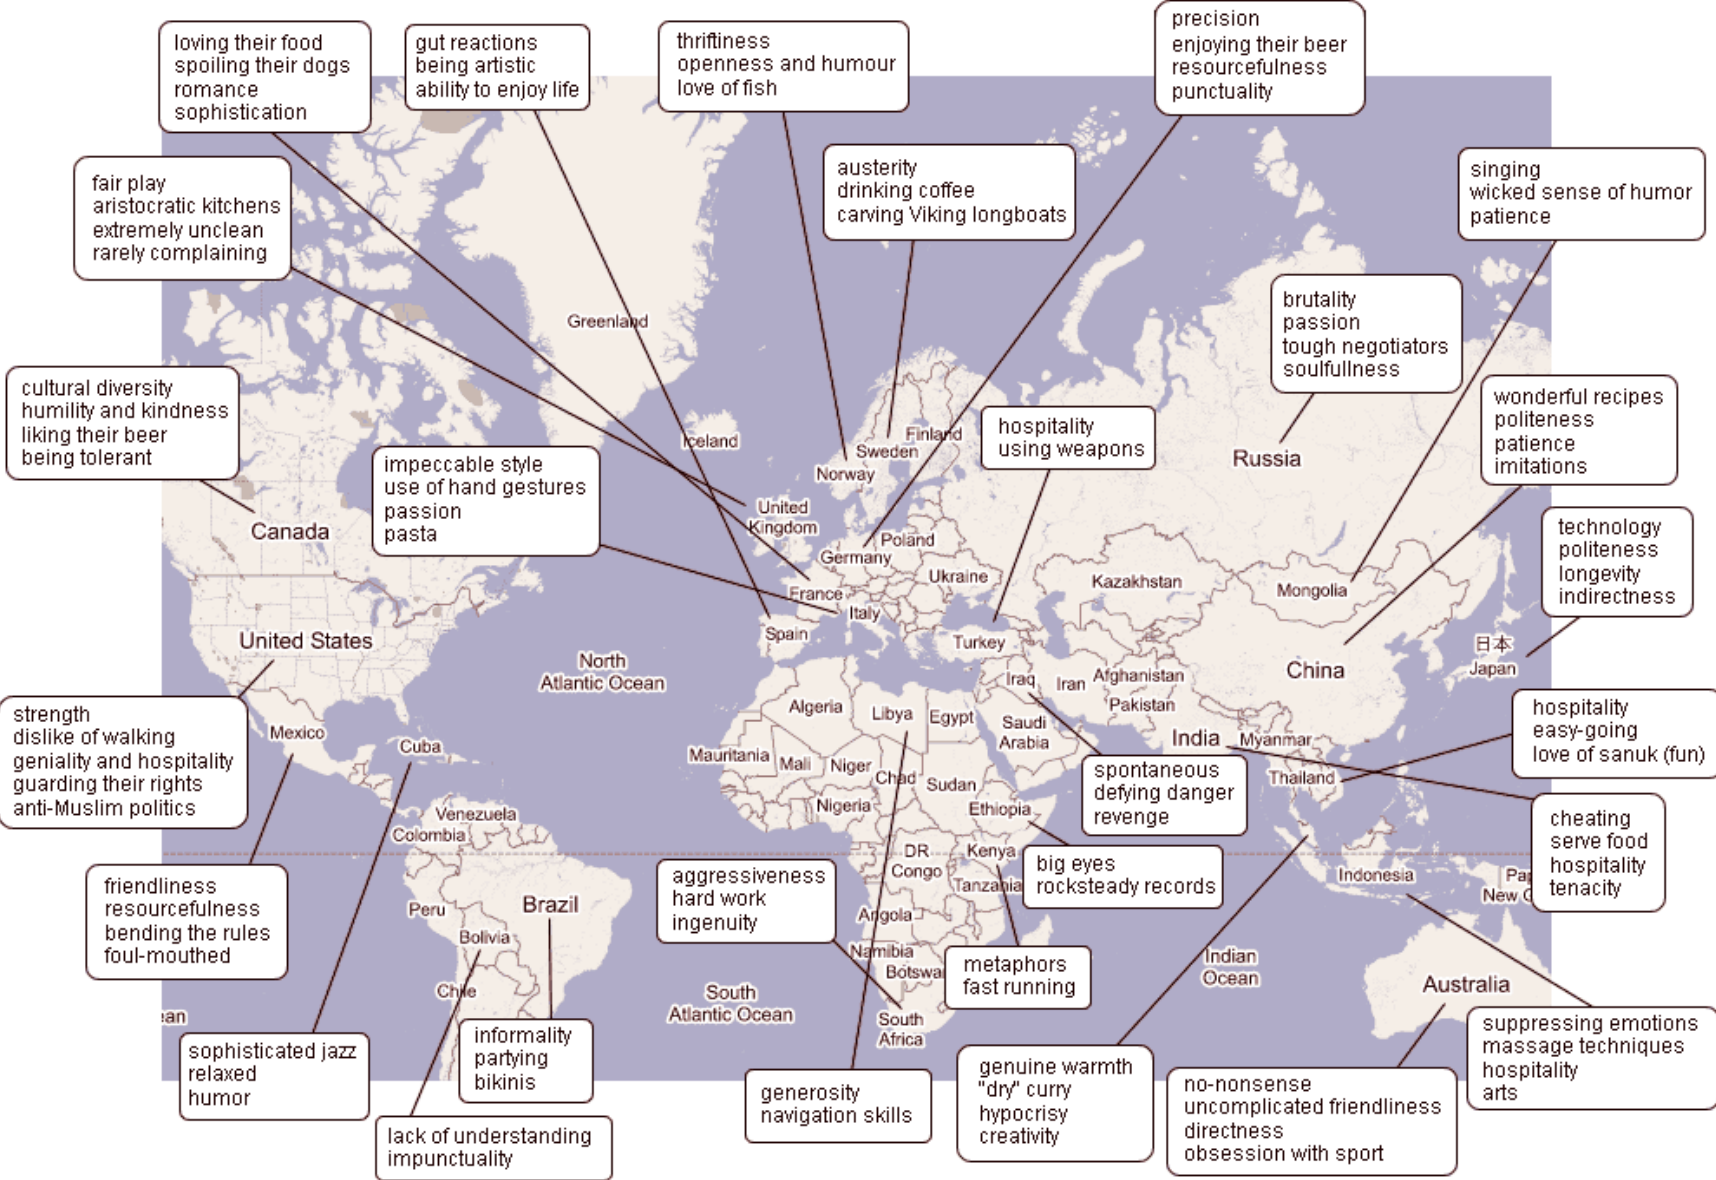 loving their food
spoiling their dogs
romance
sophistication
gut reactions
being artistic
ability to enjoy life
thriftiness
openness and humour
love of fish
precision
enjoying their beer
resourcefulness
punctuality
fair play
aristocratic kitchens
extremely unclean
rarely complaining
austerity
drinking coffee
carving Viking longboats
singing
wicked sense of humor
patience
brutality
passion
tough negotiators
soulfullness
Greenland
cultural diversity
humility and kindness
liking their beer
being tolerant
impeccable style
use of hand gestures
passion
pasta
hospitality
using weapons
wonderful recipes
politeness
patience
imitations
Iceland
Finland
Sweden
Norway
Russia
United
Kingdom
Canada
Poland
Germany
Ukraine
Kazakhstan
Mongolia
France
Italy
technology
politeness
longevity
indirectness
United States
Spain
Turkey
日本
Japan
China
North
Atlantic Ocean
Iraq
Iran
Afghanistan
Pakistan
Algeria
Libya
Egypt
Saudi
Arabia
India
Myanmar
Thailand
strength
dislike of walking
geniality and hospitality
guarding their rights
anti-Muslim politics
Mexico
Cuba
Mauritania
Mali
Niger
Chad
Sudan
Nigeria
Ethiopia
hospitality
easy-going
love of sanuk (fun)
spontaneous
defying danger
revenge
cheating
serve food
hospitality
tenacity
Venezuela
Colombia
DR
Congo
Kenya
Tanzania
big eyes
rocksteady records
Indonesia
Pap
New G
friendliness
resourcefulness
bending the rules
foul-mouthed
Peru
Brazil
Bolivia
Chile
aggressiveness
hard work
ingenuity
Angola
Namibia
Botswa
metaphors
fast running
Indian
Ocean
Australia
South
Atlantic Ocean
South
Africa
ean
sophisticated jazz
relaxed
humor
informality
partying
bikinis
lack of understanding
impunctuality
generosity
navigation skills
genuine warmth
"dry" curry
hypocrisy
creativity
no-nonsense
uncomplicated friendliness
directness
obsession with sport
suppressing emotions
massage techniques
hospitality
arts